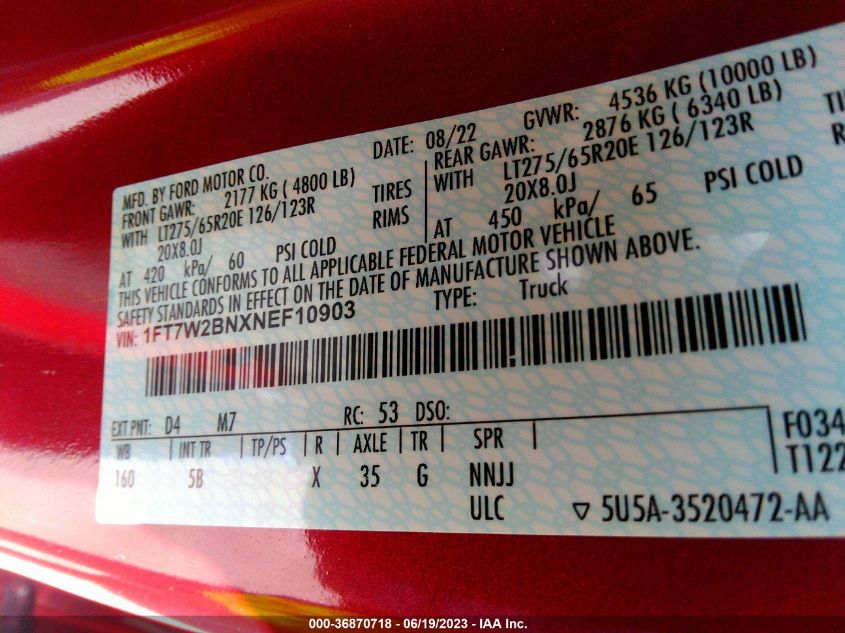 MFD. BY FORD MOTOR CO. DATE: 08/22 GVWR: 4536 KG (10000 LB)
FRONT GAWR: 2177 KG ( 4800 LB) REAR GAWR: 2876 KG ( 6340 LB)
WITH LT275/65R20E 126/123R TIRES WITH LT275/65R20E 126/123R
20X8.0J RIMS 20X8.0J
AT 420 kPa/ 60 PSI COLD AT 450 kPa/ 65 PSI COLD
THIS VEHICLE CONFORMS TO ALL APPLICABLE FEDERAL MOTOR VEHICLE
SAFETY STANDARDS IN EFFECT ON THE DATE OF MANUFACTURE SHOWN ABOVE.
VIN: 1FT7W2BNXNEF10903 TYPE: Truck
EXT PNT: D4 M7 RC: 53 DSO:
WB INT TR TP/PS R AXLE TR SPR
160 5B X 35 G NNJJ
ULC 5U5A-3520472-AA
F034
T122
000-36870718 - 06/19/2023 - IAA Inc.